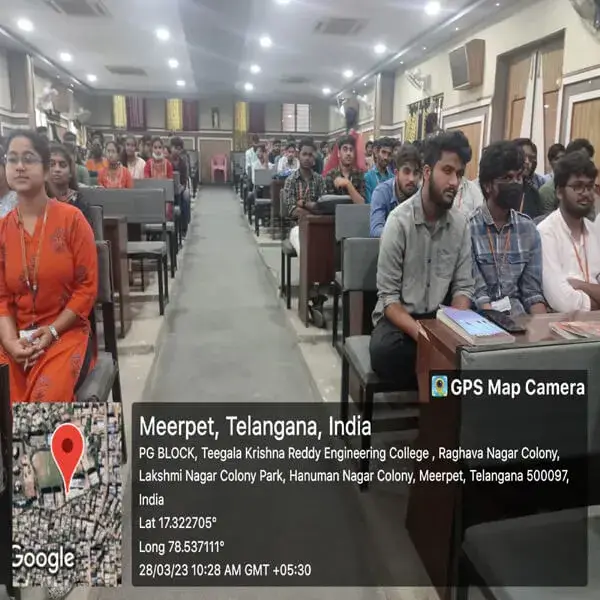 GPS Map Camera
Meerpet, Telangana, India
PG BLOCK, Teegala Krishna Reddy Engineering College , Raghava Nagar Colony,
Lakshmi Nagar Colony Park, Hanuman Nagar Colony, Meerpet, Telangana 500097,
India
Lat 17.322705°
Long 78.537111°
28/03/23 10:28 AM GMT +05:30
Google